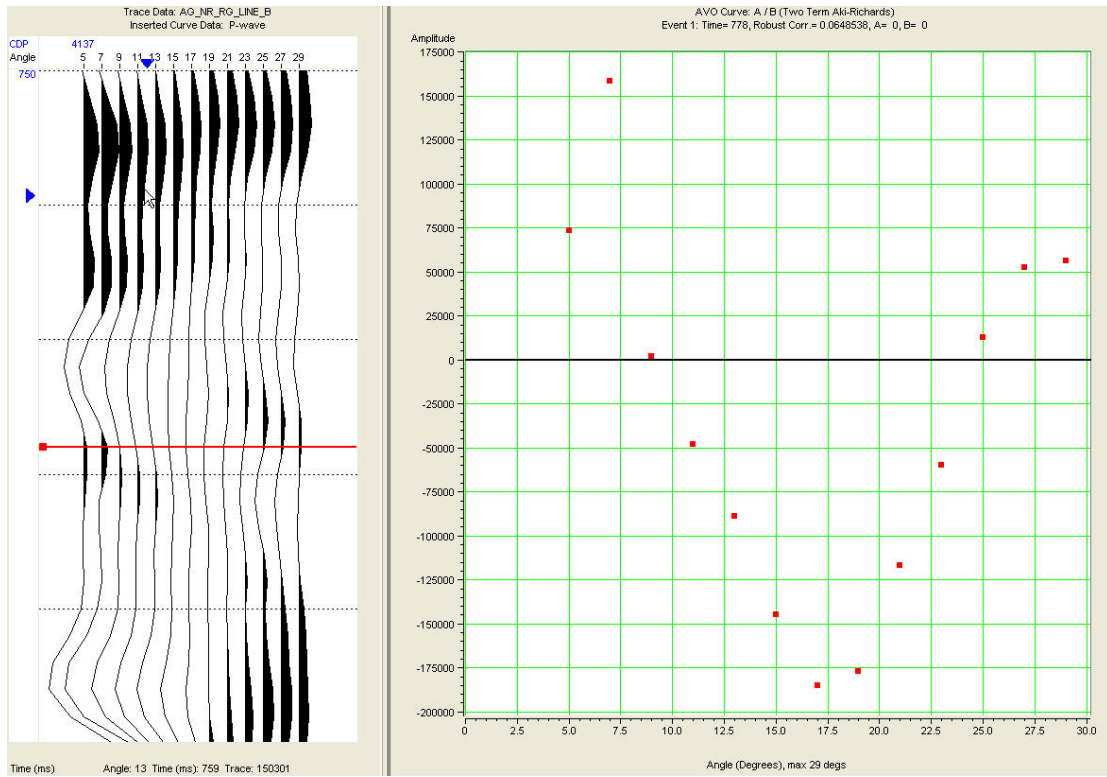 Trace Data: AG_NR_RG_LINE_B
Inserted Curve Data: P-wave
CDP 4137
Angle 5 7 9 11 13 15 17 19 21 23 25 27 29
750
Time (ms) Angle: 13 Time (ms): 759 Trace: 150301
AVO Curve: A / B (Two Term Aki-Richards)
Event 1: Time= 778, Robust Corr.= 0.0648538, A= 0, B= 0
Amplitude
175000
150000
125000
100000
75000
50000
25000
0
-25000
-50000
-75000
-100000
-125000
-150000
-175000
-200000
0 2.5 5.0 7.5 10.0 12.5 15.0 17.5 20.0 22.5 25.0 27.5 30.0
Angle (Degrees), max 29 degs